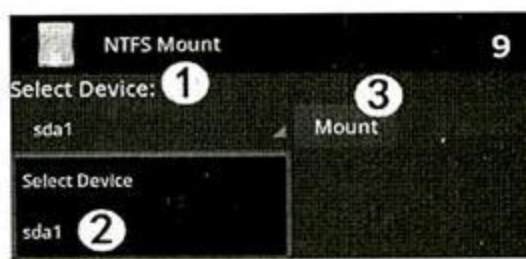 NTFS Mount 9
Select Device: 1
3
sda1 Mount
Select Device
sda1 2